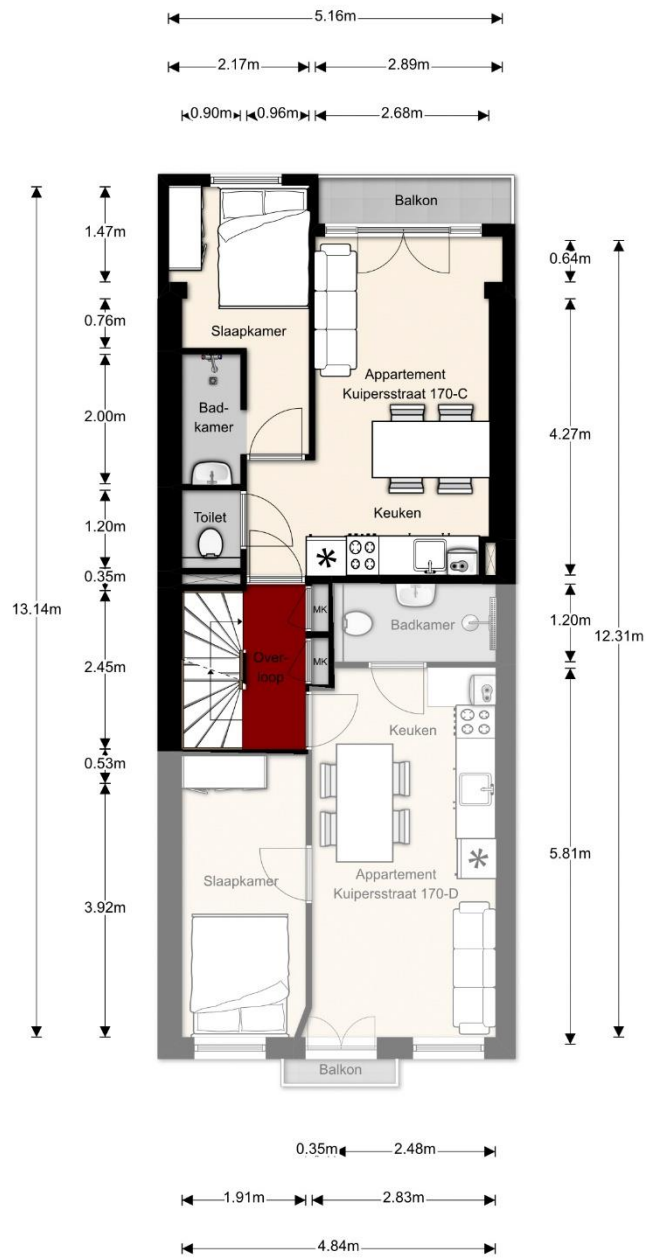 5.16m
2.17m
2.89m
0.90m
0.96m
2.68m
Balkon
1.47m
0.64m
0.76m
Slaapkamer
Appartement
Kuipersstraat 170-C
2.00m
Bad-
kamer
4.27m
Toilet
Keuken
1.20m
0.35m
13.14m
MK
Badkamer
1.20m
12.31m
2.45m
Over-
loop
MK
Keuken
0.53m
5.81m
Slaapkamer
Appartement
Kuipersstraat 170-D
3.92m
Balkon
0.35m
2.48m
1.91m
2.83m
4.84m